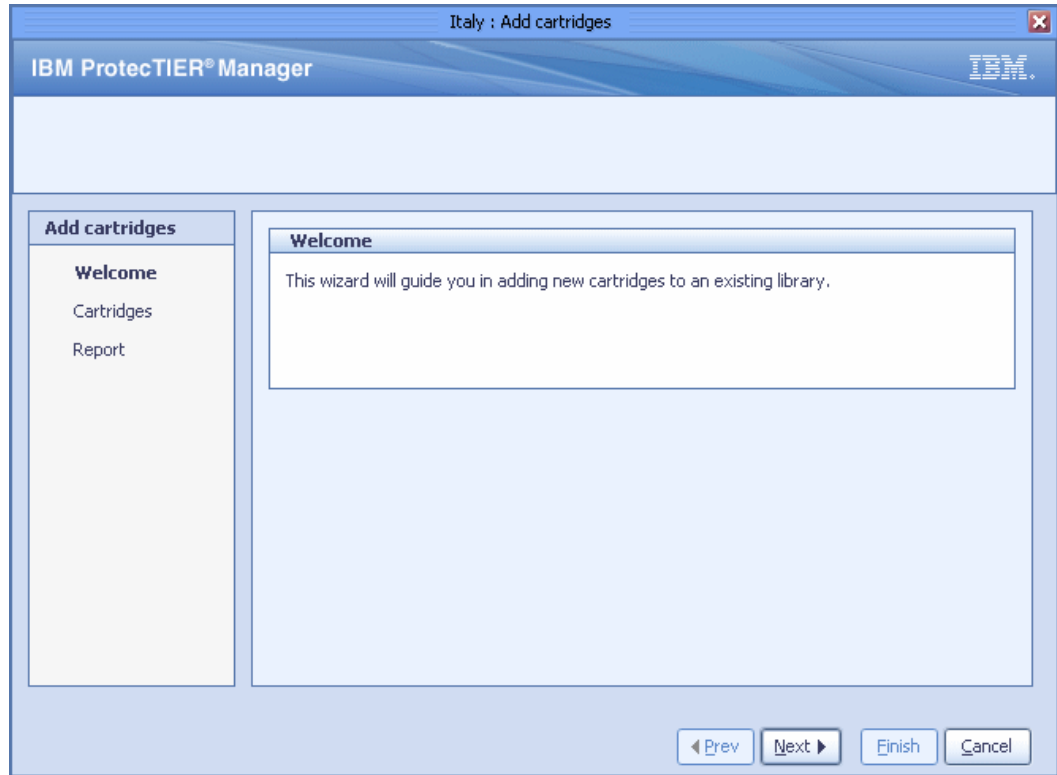 Italy : Add cartridges
IBM ProtecTIER® Manager
IBM.
Add cartridges
Welcome
Cartridges
Report
Welcome
This wizard will guide you in adding new cartridges to an existing library.
Prev
Next
Finish
Cancel